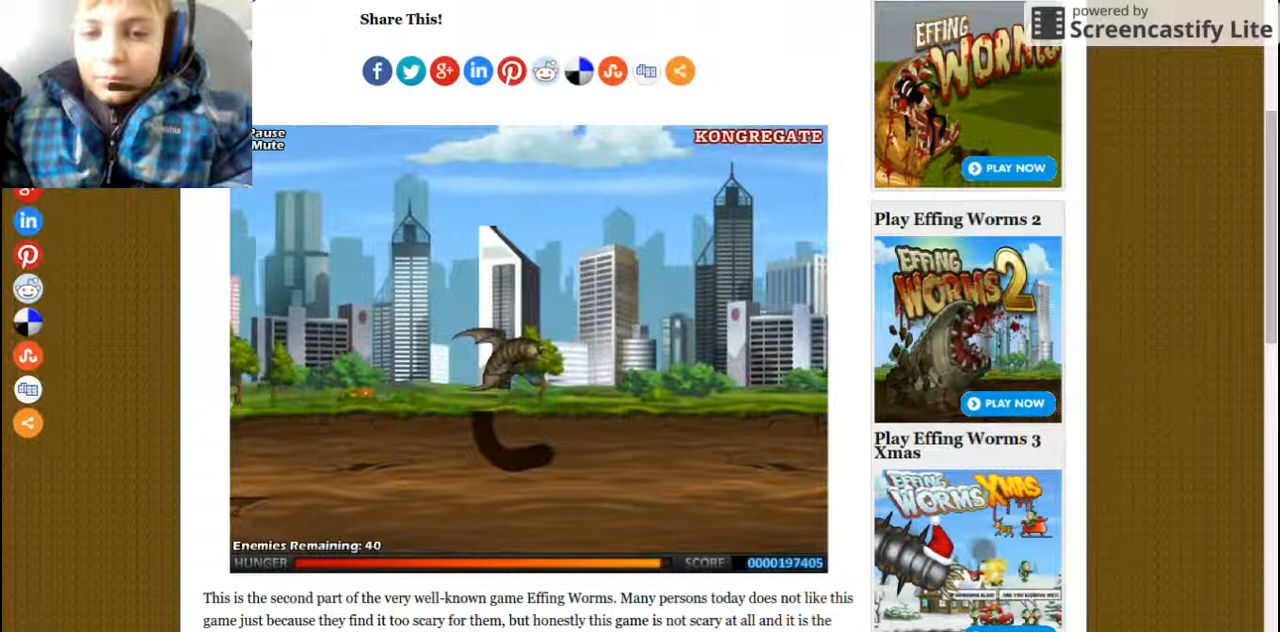 Share This!
powered by
Screencastify Lite
Pause
Mute
KONGREGATE
EFFING
WORMS
PLAY NOW
Play Effing Worms 2
EFFING
WORMS 2
PLAY NOW
Play Effing Worms 3
Xmas
EFFING
WORMS XMAS
Enemies Remaining: 40
HUNGER
SCORE
0000197405
This is the second part of the very well-known game Effing Worms. Many persons today does not like this
game just because they find it too scary for them, but honestly this game is not scary at all and it is the